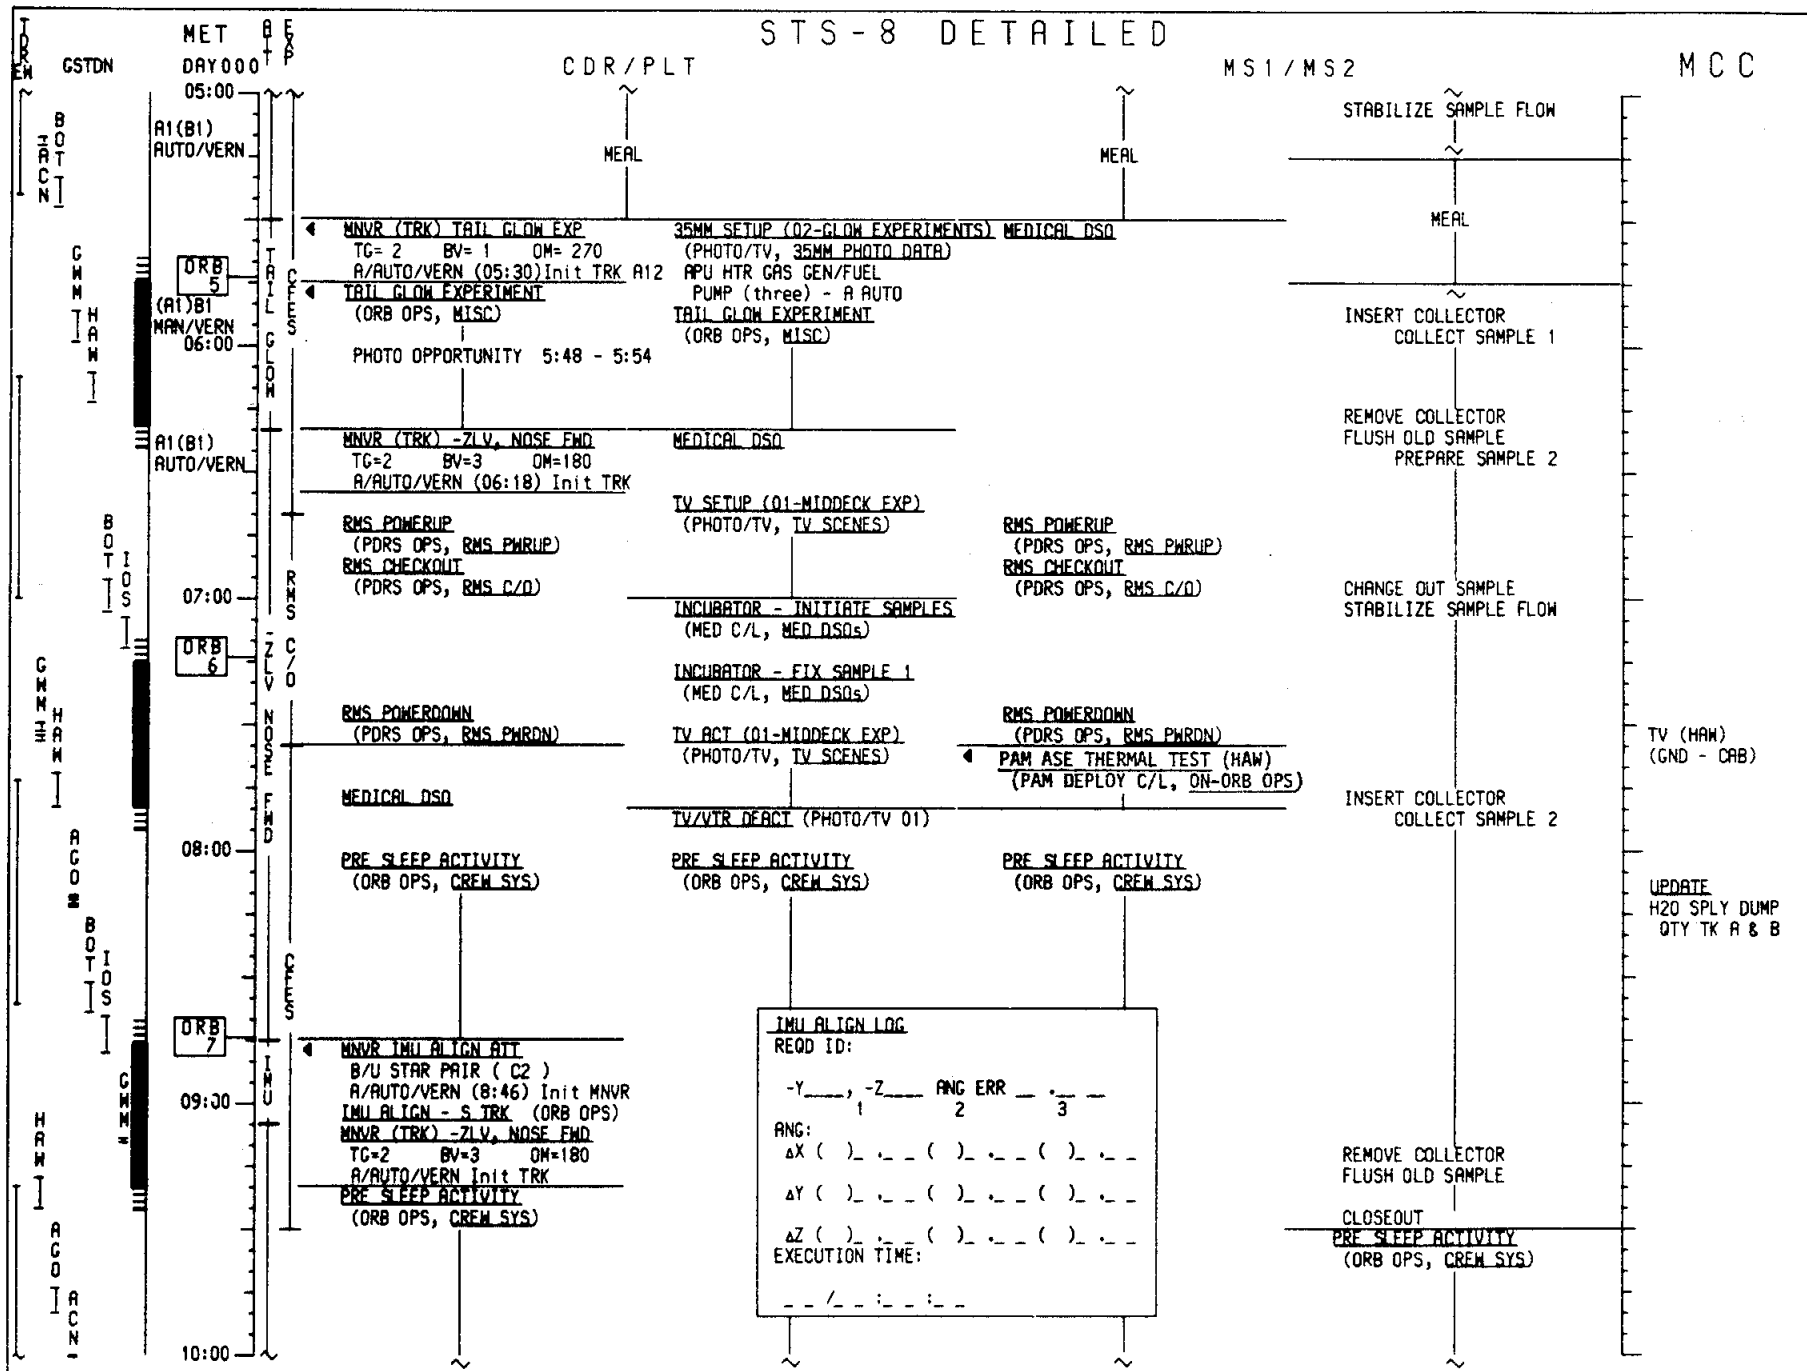 STS-8 DETAILED
TDRE/W
GSTDN
MET
DAY000
ATT
EXP
CDR/PLT
MS1/MS2
MCC
05:00
A1(B1)
AUTO/VERN
BOT
ACN
MEAL
MEAL
STABILIZE SAMPLE FLOW
MEAL
GWM
HAW
ORB
5
(A1)B1
MAN/VERN
06:00
TAIL GLOW
CFES
MNVR (TRK) TAIL GLOW EXP
TG= 2 BV= 1 OM= 270
A/AUTO/VERN (05:30)Init TRK A12
TAIL GLOW EXPERIMENT
(ORB OPS, MISC)
PHOTO OPPORTUNITY 5:48 - 5:54
35MM SETUP (02-GLOW EXPERIMENTS)
(PHOTO/TV, 35MM PHOTO DATA)
APU HTR GAS GEN/FUEL
PUMP (three) - A AUTO
TAIL GLOW EXPERIMENT
(ORB OPS, MISC)
MEDICAL DSO
INSERT COLLECTOR
COLLECT SAMPLE 1
A1(B1)
AUTO/VERN
MNVR (TRK) -ZLV, NOSE FWD
TG=2 BV=3 OM=180
A/AUTO/VERN (06:18) Init TRK
MEDICAL DSO
REMOVE COLLECTOR
FLUSH OLD SAMPLE
PREPARE SAMPLE 2
TV SETUP (01-MIDDECK EXP)
(PHOTO/TV, TV SCENES)
BOT
IOS
07:00
RMS C/O
-ZLV NOSE FWD
RMS POWERUP
(PDRS OPS, RMS PWRUP)
RMS CHECKOUT
(PDRS OPS, RMS C/O)
RMS POWERUP
(PDRS OPS, RMS PWRUP)
RMS CHECKOUT
(PDRS OPS, RMS C/O)
CHANGE OUT SAMPLE
STABILIZE SAMPLE FLOW
INCUBATOR - INITIATE SAMPLES
(MED C/L, MED DSOs)
ORB
6
GWM
HAW
INCUBATOR - FIX SAMPLE 1
(MED C/L, MED DSOs)
RMS POWERDOWN
(PDRS OPS, RMS PWRDN)
TV ACT (01-MIDDECK EXP)
(PHOTO/TV, TV SCENES)
RMS POWERDOWN
(PDRS OPS, RMS PWRDN)
PAM ASE THERMAL TEST (HAW)
(PAM DEPLOY C/L, ON-ORB OPS)
TV (HAW)
(GND - CAB)
MEDICAL DSO
TV/VTR DEACT (PHOTO/TV 01)
INSERT COLLECTOR
COLLECT SAMPLE 2
AGO
08:00
PRE SLEEP ACTIVITY
(ORB OPS, CREW SYS)
PRE SLEEP ACTIVITY
(ORB OPS, CREW SYS)
PRE SLEEP ACTIVITY
(ORB OPS, CREW SYS)
UPDATE
H2O SPLY DUMP
QTY TK A & B
BOT
IOS
CFES
ORB
7
IMU
GWM
09:30
MNVR IMU ALIGN ATT
B/U STAR PAIR ( C2 )
A/AUTO/VERN (8:46) Init MNVR
IMU ALIGN - S TRK (ORB OPS)
MNVR (TRK) -ZLV, NOSE FWD
TG=2 BV=3 OM=180
A/AUTO/VERN Init TRK
PRE SLEEP ACTIVITY
(ORB OPS, CREW SYS)
IMU ALIGN LOG
REQD ID:
-Y____, -Z____ ANG ERR __ .__ __
1 2 3
ANG:
ΔX ( )_ ._ _ ( )_ ._ _ ( )_ ._ _
ΔY ( )_ ._ _ ( )_ ._ _ ( )_ ._ _
ΔZ ( )_ ._ _ ( )_ ._ _ ( )_ ._ _
EXECUTION TIME:
_ _ /_ _ :_ _ :_ _
REMOVE COLLECTOR
FLUSH OLD SAMPLE
CLOSEOUT
PRE SLEEP ACTIVITY
(ORB OPS, CREW SYS)
HAW
AGO
ACN
10:00